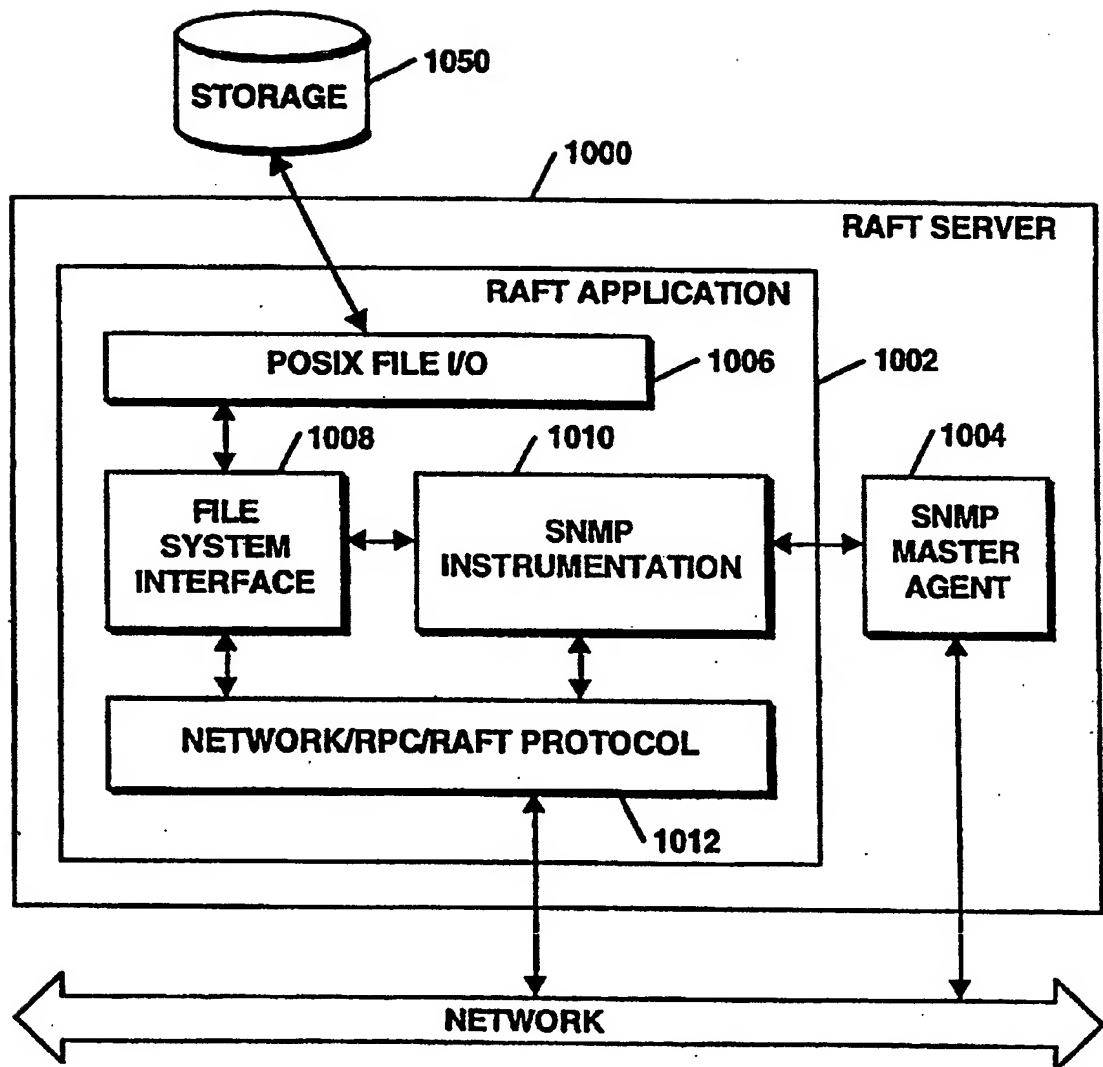 STORAGE
1050
1000
RAFT SERVER
RAFT APPLICATION
POSIX FILE I/O
1006
1002
1008
1010
1004
FILE
SYSTEM
INTERFACE
SNMP
INSTRUMENTATION
SNMP
MASTER
AGENT
NETWORK/RPC/RAFT PROTOCOL
1012
NETWORK